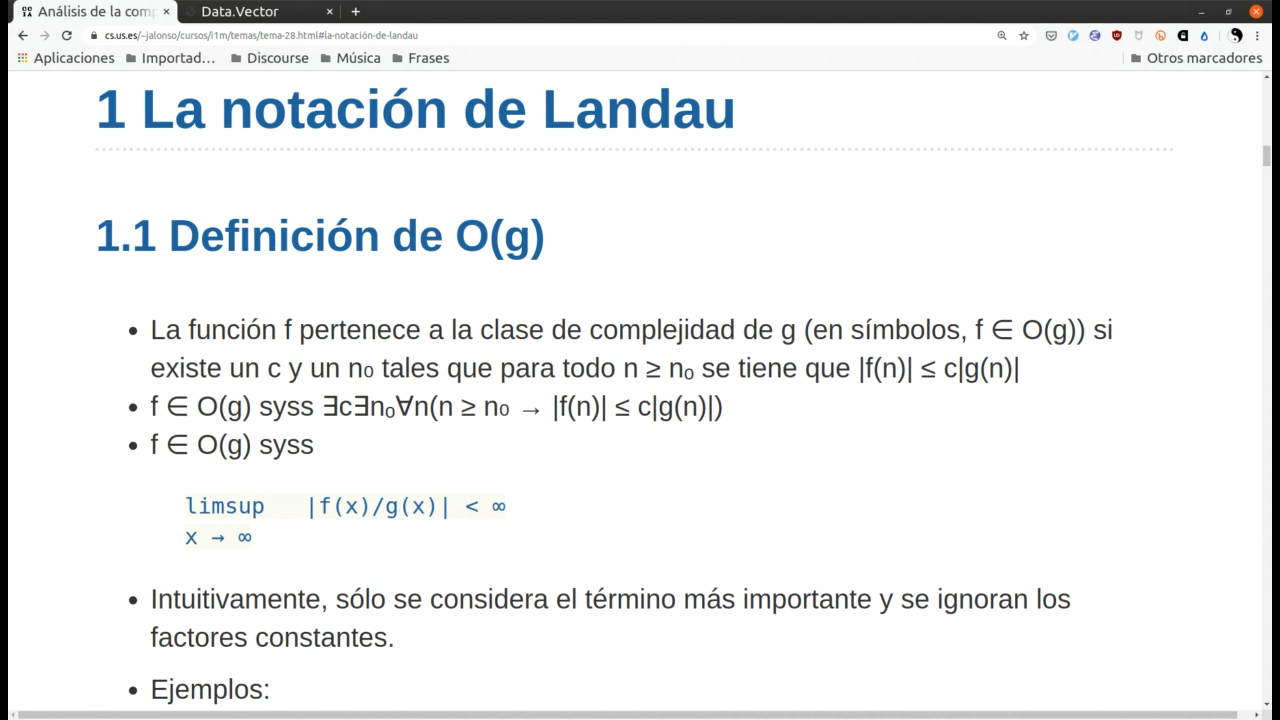 Análisis de la comp
Data.Vector
cs.us.es/~jalonso/cursos/i1m/temas/tema-28.html#la-notación-de-landau
Aplicaciones Importad… Discourse Música Frases Otros marcadores
1 La notación de Landau
1.1 Definición de O(g)
• La función f pertenece a la clase de complejidad de g (en símbolos, f ∈ O(g)) si
existe un c y un n₀ tales que para todo n ≥ n₀ se tiene que |f(n)| ≤ c|g(n)|
• f ∈ O(g) syss ∃c∃n₀∀n(n ≥ n₀ → |f(n)| ≤ c|g(n)|)
• f ∈ O(g) syss
limsup |f(x)/g(x)| < ∞
x → ∞
• Intuitivamente, sólo se considera el término más importante y se ignoran los
factores constantes.
• Ejemplos: